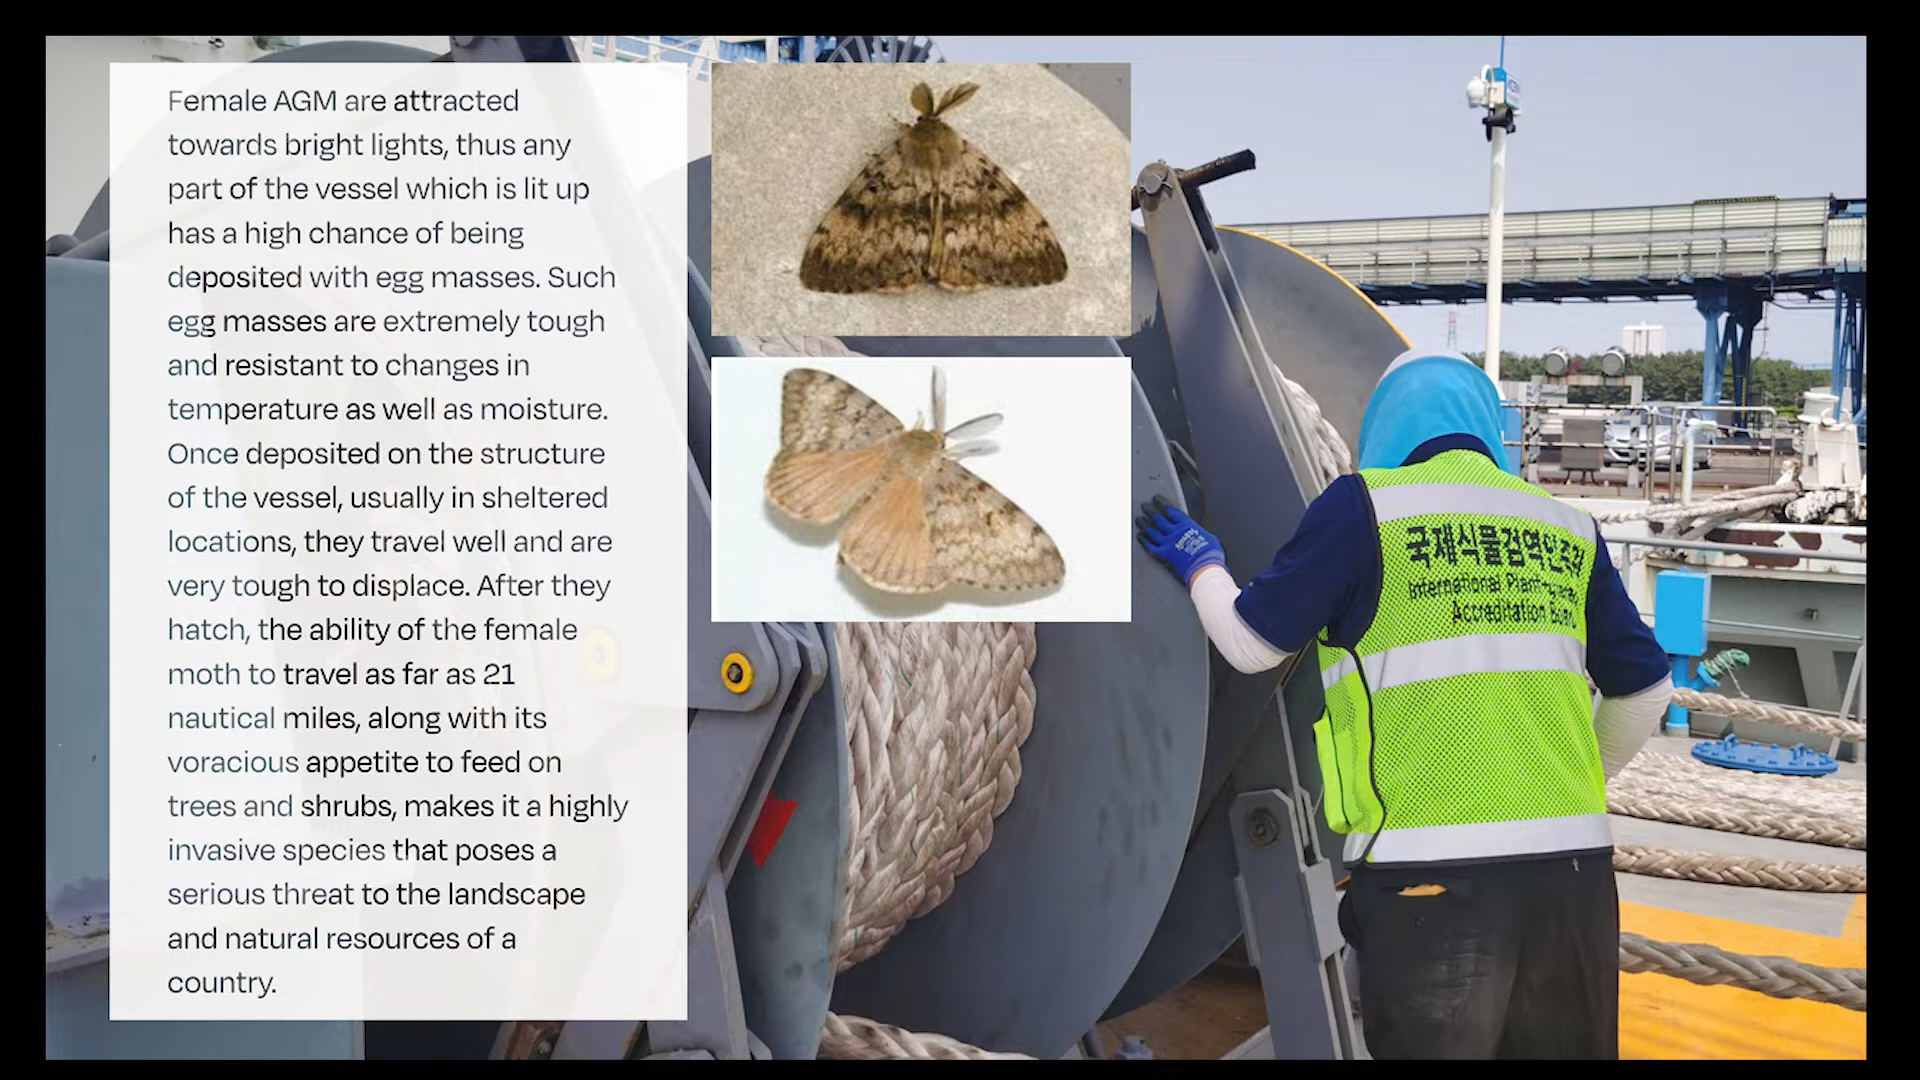 Female AGM are attracted
towards bright lights, thus any
part of the vessel which is lit up
has a high chance of being
deposited with egg masses. Such
egg masses are extremely tough
and resistant to changes in
temperature as well as moisture.
Once deposited on the structure
of the vessel, usually in sheltered
locations, they travel well and are
very tough to displace. After they
hatch, the ability of the female
moth to travel as far as 21
nautical miles, along with its
voracious appetite to feed on
trees and shrubs, makes it a highly
invasive species that poses a
serious threat to the landscape
and natural resources of a
country.
국제식물검역인증원
International Plant-
Accreditation